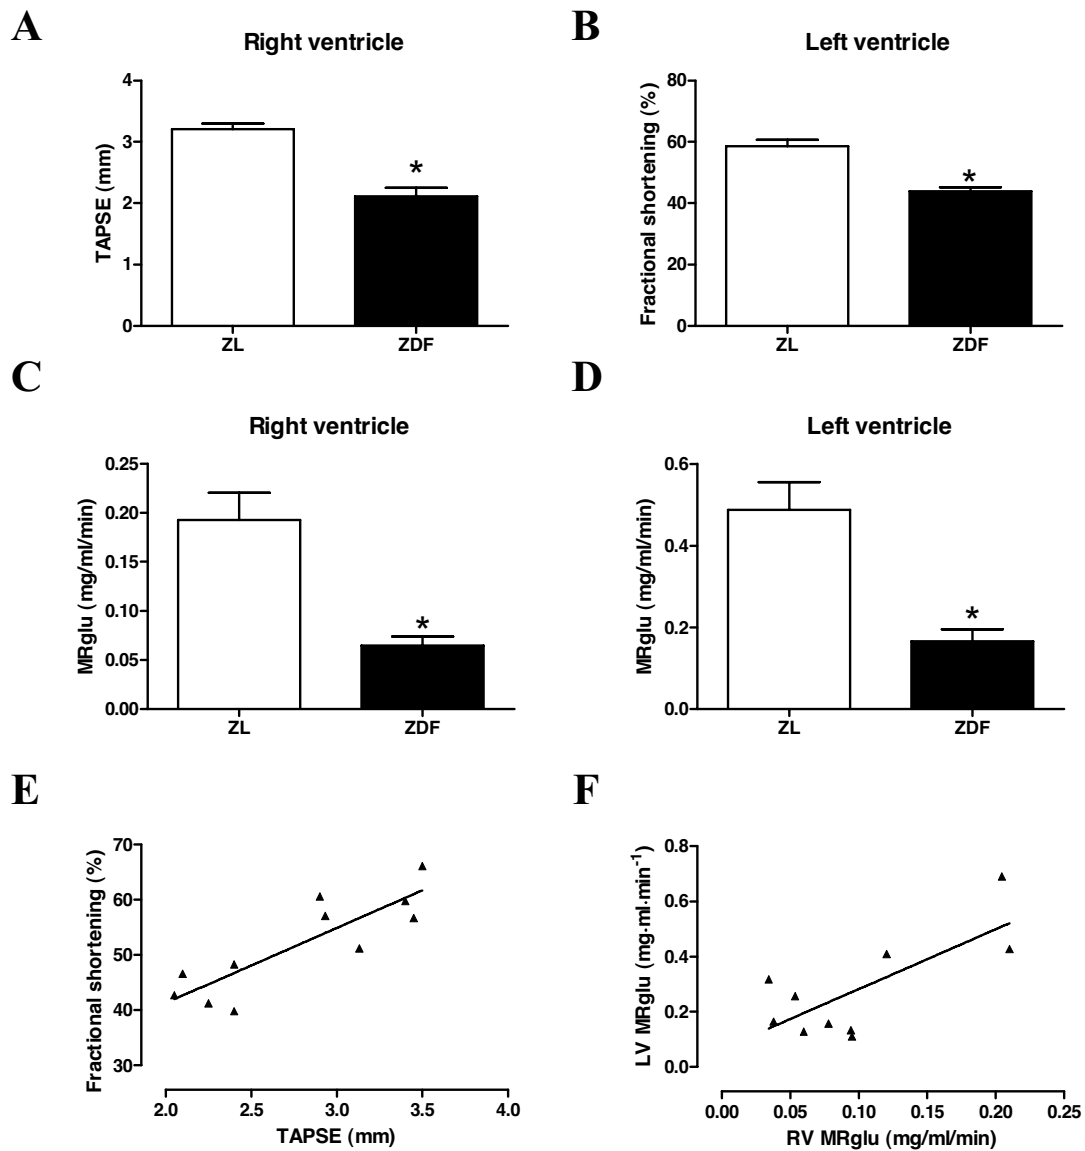 A
Right ventricle
TAPSE (mm)
4
3
2
1
0
*
ZL ZDF
B
Left ventricle
Fractional shortening (%)
80
60
40
20
0
*
ZL ZDF
C
Right ventricle
MRglu (mg/ml/min)
0.25
0.20
0.15
0.10
0.05
0.00
*
ZL ZDF
D
Left ventricle
MRglu (mg/ml/min)
0.6
0.4
0.2
0.0
*
ZL ZDF
E
Fractional shortening (%)
70
60
50
40
30
2.0 2.5 3.0 3.5 4.0
TAPSE (mm)
F
LV MRglu (mg·ml·min⁻¹)
0.8
0.6
0.4
0.2
0.0
0.00 0.05 0.10 0.15 0.20 0.25
RV MRglu (mg/ml/min)